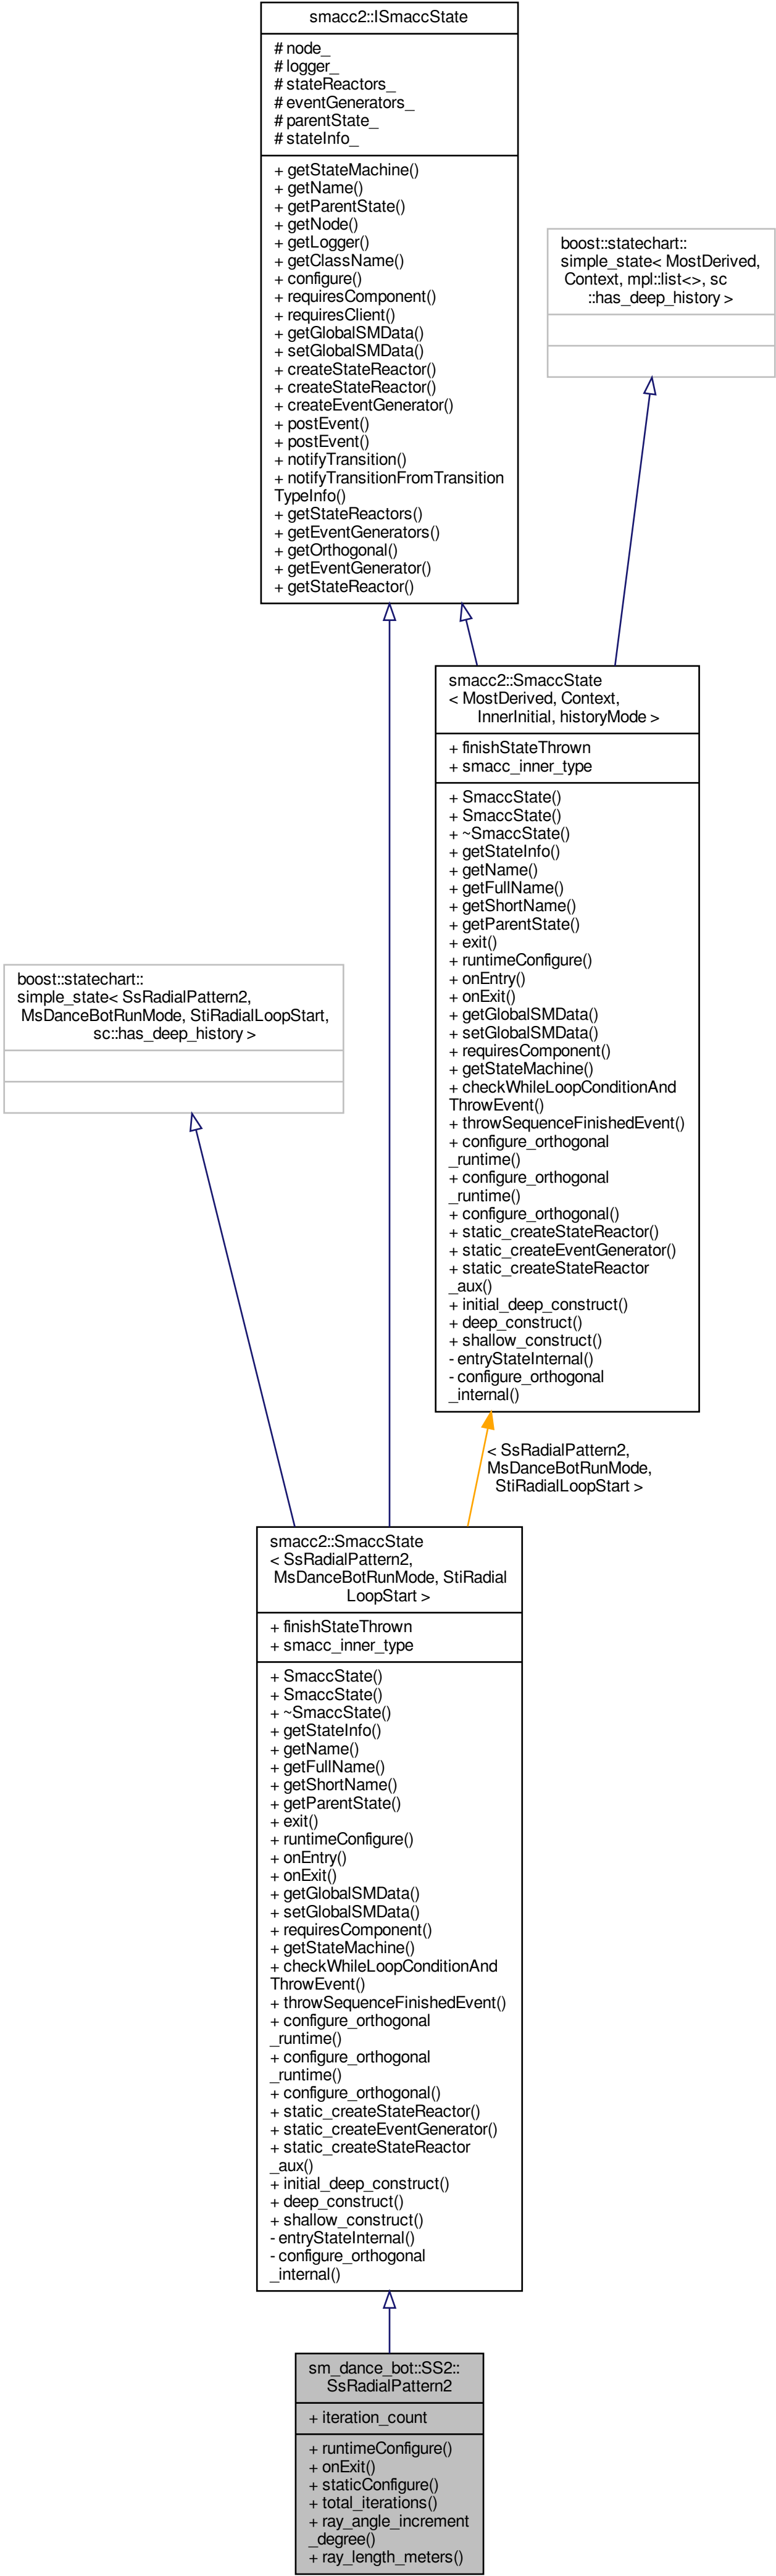 smacc2::ISmaccState
# node_
# logger_
# stateReactors_
# eventGenerators_
# parentState_
# stateInfo_
+ getStateMachine()
+ getName()
+ getParentState()
+ getNode()
+ getLogger()
+ getClassName()
+ configure()
+ requiresComponent()
+ requiresClient()
+ getGlobalSMData()
+ setGlobalSMData()
+ createStateReactor()
+ createStateReactor()
+ createEventGenerator()
+ postEvent()
+ postEvent()
+ notifyTransition()
+ notifyTransitionFromTransition
TypeInfo()
+ getStateReactors()
+ getEventGenerators()
+ getOrthogonal()
+ getEventGenerator()
+ getStateReactor()
boost::statechart::
simple_state< MostDerived,
Context, mpl::list<>, sc
::has_deep_history >
smacc2::SmaccState
< MostDerived, Context,
InnerInitial, historyMode >
+ finishStateThrown
+ smacc_inner_type
+ SmaccState()
+ SmaccState()
+ ~SmaccState()
+ getStateInfo()
+ getName()
+ getFullName()
+ getShortName()
+ getParentState()
+ exit()
+ runtimeConfigure()
+ onEntry()
+ onExit()
+ getGlobalSMData()
+ setGlobalSMData()
+ requiresComponent()
+ getStateMachine()
+ checkWhileLoopConditionAnd
ThrowEvent()
+ throwSequenceFinishedEvent()
+ configure_orthogonal
_runtime()
+ configure_orthogonal
_runtime()
+ configure_orthogonal()
+ static_createStateReactor()
+ static_createEventGenerator()
+ static_createStateReactor
_aux()
+ initial_deep_construct()
+ deep_construct()
+ shallow_construct()
- entryStateInternal()
- configure_orthogonal
_internal()
boost::statechart::
simple_state< SsRadialPattern2,
MsDanceBotRunMode, StiRadialLoopStart,
sc::has_deep_history >
< SsRadialPattern2,
MsDanceBotRunMode,
StiRadialLoopStart >
smacc2::SmaccState
< SsRadialPattern2,
MsDanceBotRunMode, StiRadial
LoopStart >
+ finishStateThrown
+ smacc_inner_type
+ SmaccState()
+ SmaccState()
+ ~SmaccState()
+ getStateInfo()
+ getName()
+ getFullName()
+ getShortName()
+ getParentState()
+ exit()
+ runtimeConfigure()
+ onEntry()
+ onExit()
+ getGlobalSMData()
+ setGlobalSMData()
+ requiresComponent()
+ getStateMachine()
+ checkWhileLoopConditionAnd
ThrowEvent()
+ throwSequenceFinishedEvent()
+ configure_orthogonal
_runtime()
+ configure_orthogonal
_runtime()
+ configure_orthogonal()
+ static_createStateReactor()
+ static_createEventGenerator()
+ static_createStateReactor
_aux()
+ initial_deep_construct()
+ deep_construct()
+ shallow_construct()
- entryStateInternal()
- configure_orthogonal
_internal()
sm_dance_bot::SS2::
SsRadialPattern2
+ iteration_count
+ runtimeConfigure()
+ onExit()
+ staticConfigure()
+ total_iterations()
+ ray_angle_increment
_degree()
+ ray_length_meters()